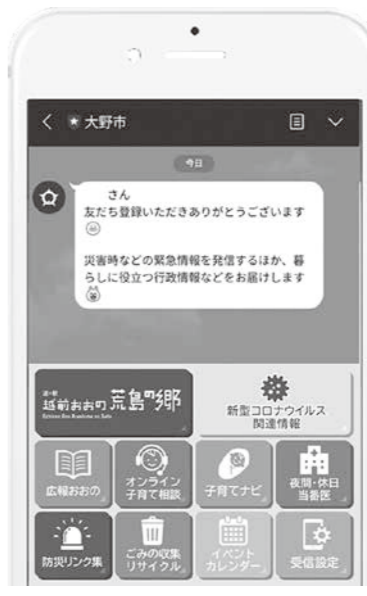 大野市
今日
さん
友だち登録いただきありがとうございます
災害時などの緊急情報を発信するほか、暮
らしに役立つ行政情報などをお届けします
道の駅
越前おおの 荒島の郷
新型コロナウイルス
関連情報
広報おおの
オンライン
子育て相談
子育てナビ
夜間・休日
当番医
防災リンク集
ごみの収集
リサイクル
イベント
カレンダー
受信設定